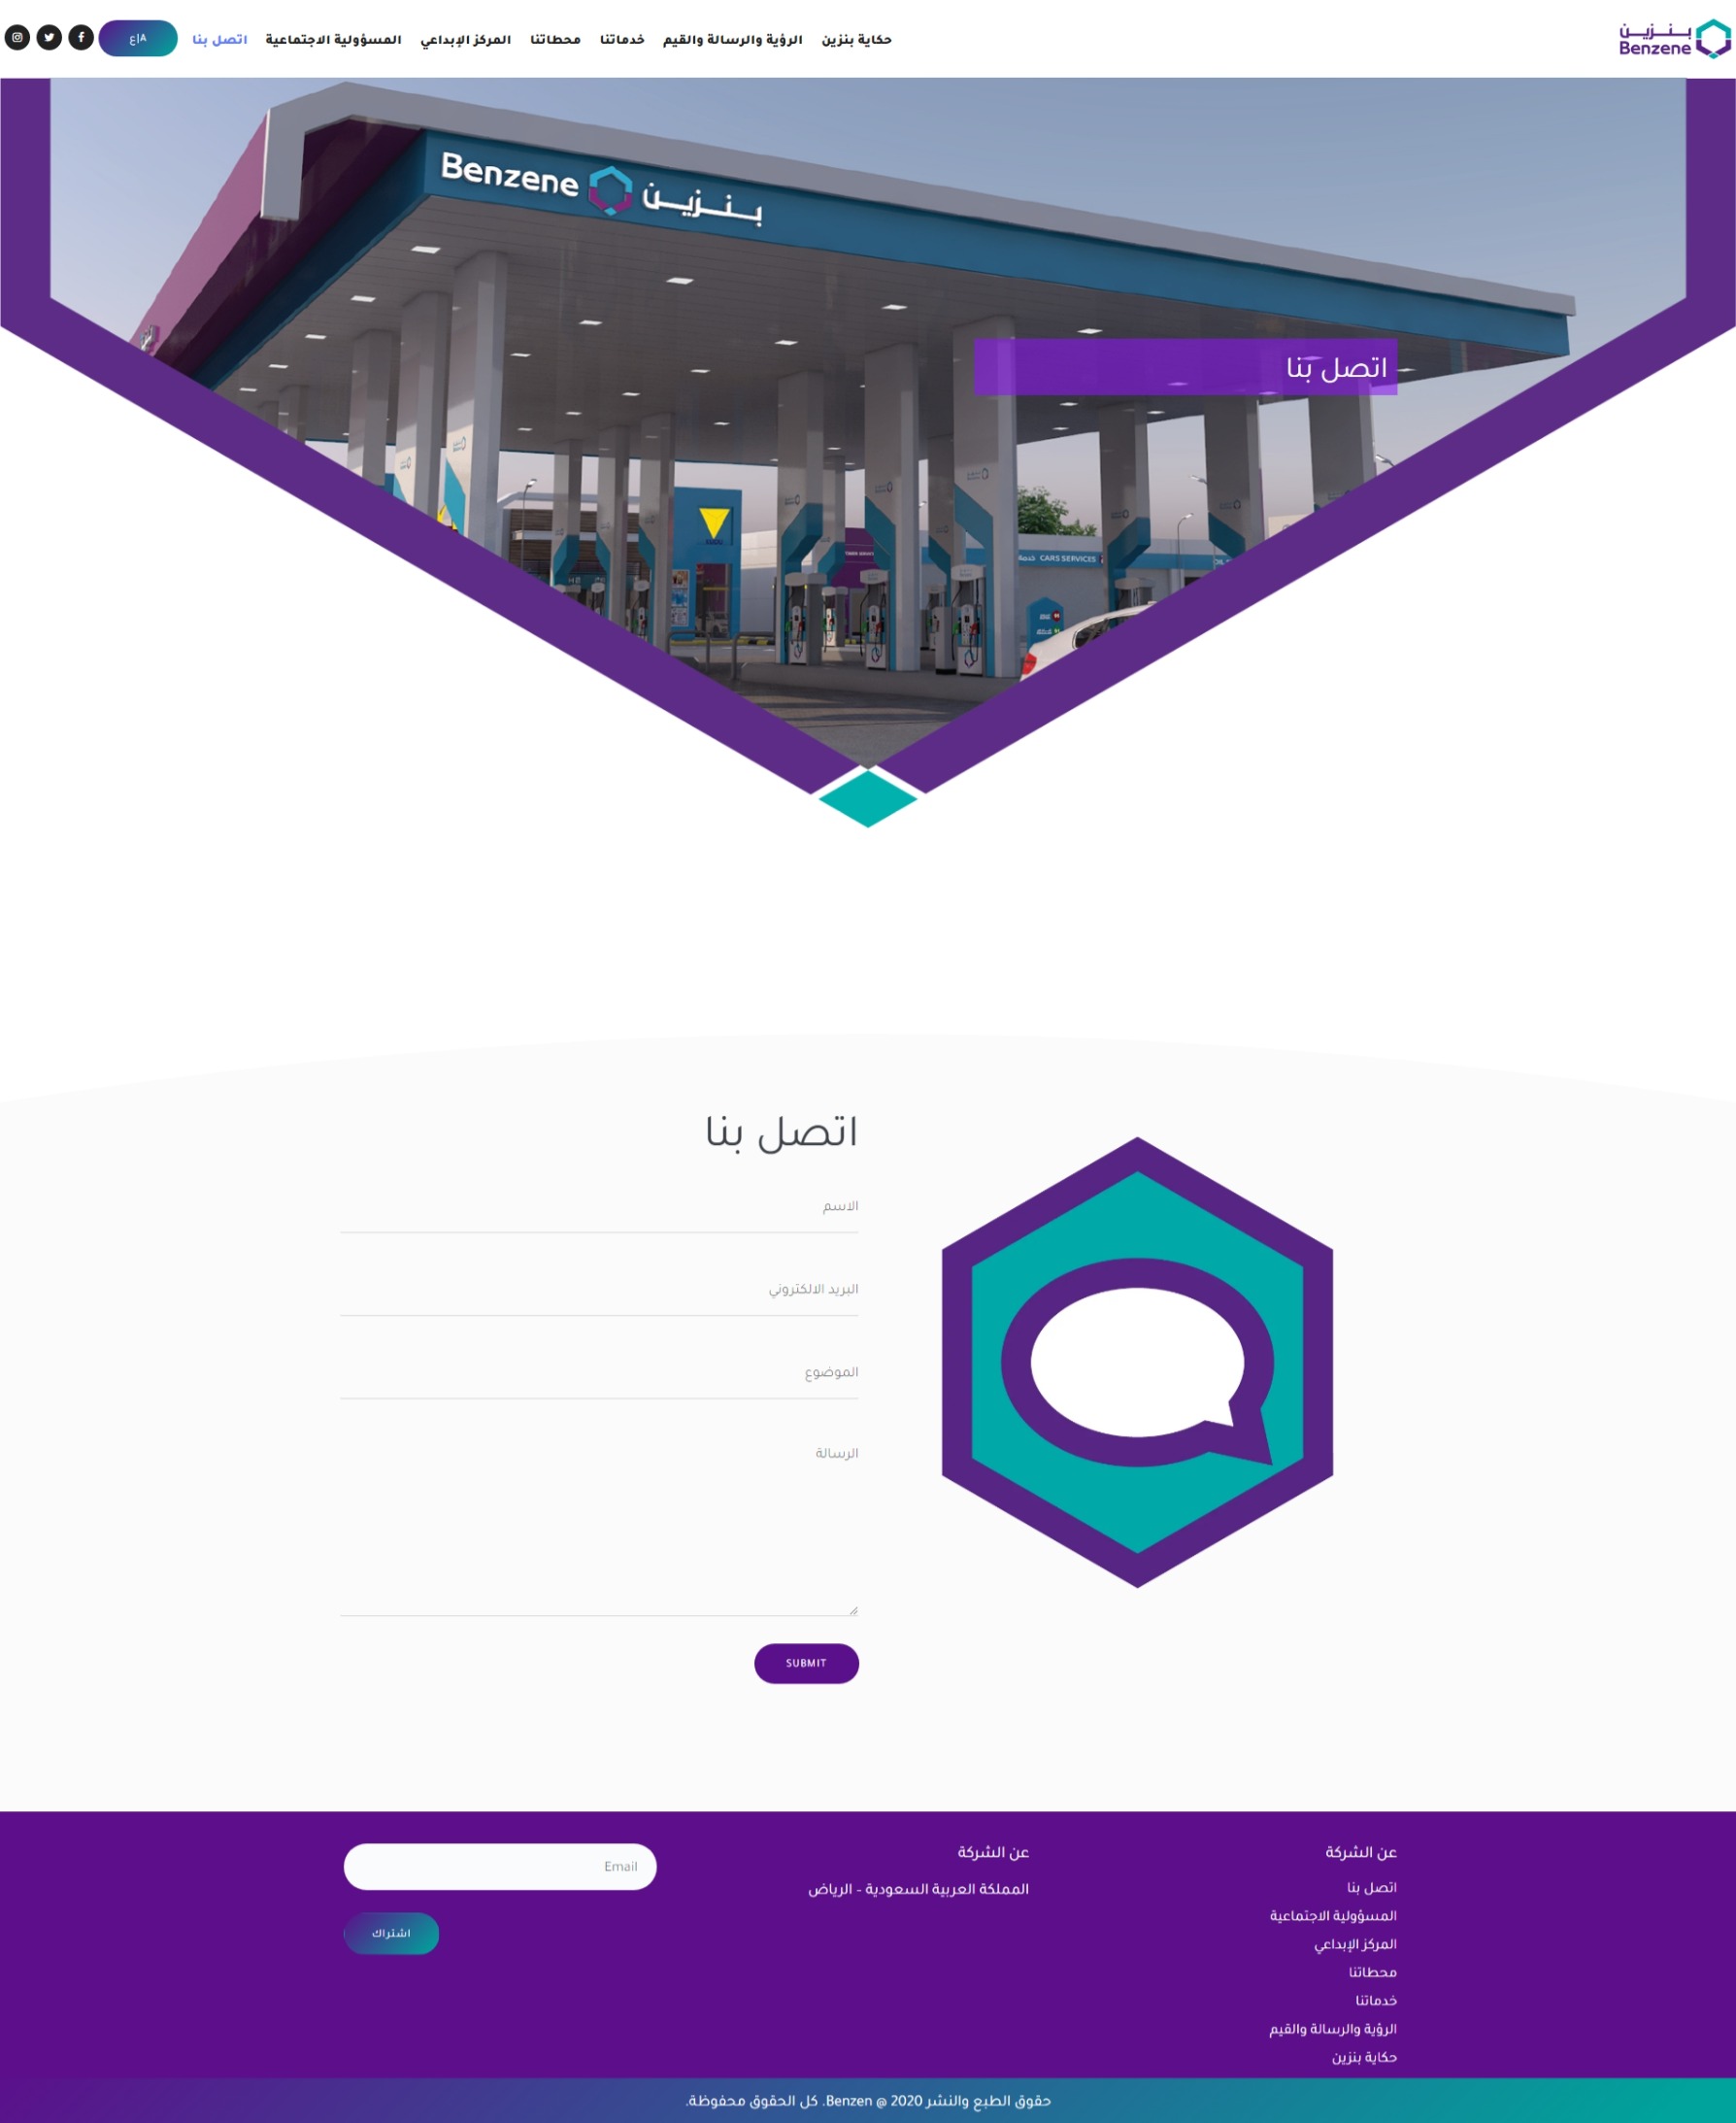 بنزين
Benzene
حكاية بنزين
الرؤية والرسالة والقيم
خدماتنا
محطاتنا
المركز الإبداعي
المسؤولية الاجتماعية
اتصل بنا
ع|A
Benzene بنزين
اتصل بنا
CARS SERVICES
اتصل بنا
الاسم
البريد الالكتروني
الموضوع
الرسالة
SUBMIT
عن الشركة
اتصل بنا
المسؤولية الاجتماعية
المركز الإبداعي
محطاتنا
خدماتنا
الرؤية والرسالة والقيم
حكاية بنزين
عن الشركة
المملكة العربية السعودية - الرياض
Email
اشتراك
حقوق الطبع والنشر 2020 @ Benzen. كل الحقوق محفوظة.